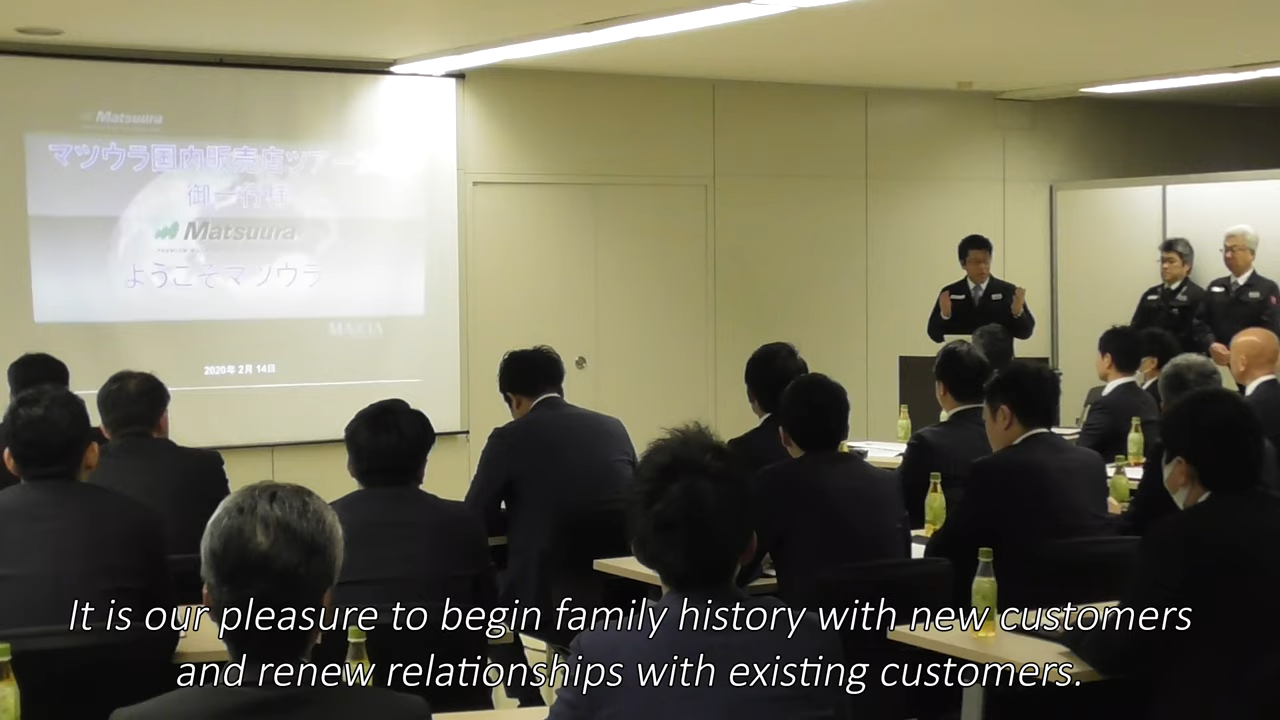 Matsuura
マツウラ国内販売店ツアー
御一行様
Matsuura
ようこそマツウラ
MAXIA
2020年 2月 14日
It is our pleasure to begin family history with new customers
and renew relationships with existing customers.